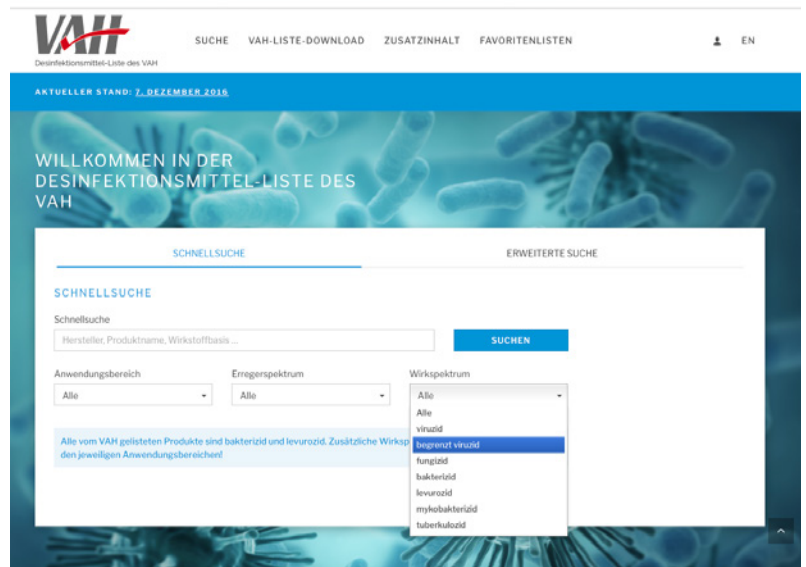 VAH
Desinfektionsmittel-Liste des VAH
SUCHE VAH-LISTE-DOWNLOAD ZUSATZINHALT FAVORITENLISTEN EN
AKTUELLER STAND: 7. DEZEMBER 2016
WILLKOMMEN IN DER
DESINFEKTIONSMITTEL-LISTE DES
VAH
SCHNELLSUCHE ERWEITERTE SUCHE
SCHNELLSUCHE
Schnellsuche
Hersteller, Produktname, Wirkstoffbasis ... SUCHEN
Anwendungsbereich Erregerspektrum Wirkspektrum
Alle Alle Alle
Alle
viruzid
begrenzt viruzid
fungizid
bakterizid
levurozid
mykobakterizid
tuberkulozid
Alle vom VAH gelisteten Produkte sind bakterizid und levurozid. Zusätzliche Wirksp
den jeweiligen Anwendungsbereichen!